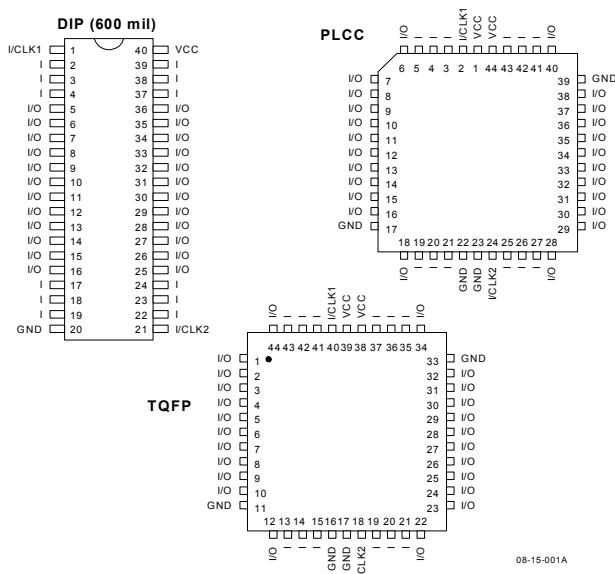 DIP (600 mil)
I/CLK1 1 40 VCC
I 2 39 I
I 3 38 I
I 4 37 I
I/O 5 36 I/O
I/O 6 35 I/O
I/O 7 34 I/O
I/O 8 33 I/O
I/O 9 32 I/O
I/O 10 31 I/O
I/O 11 30 I/O
I/O 12 29 I/O
I/O 13 28 I/O
I/O 14 27 I/O
I/O 15 26 I/O
I/O 16 25 I/O
I 17 24 I
I 18 23 I
I 19 22 I
GND 20 21 I/CLK2
PLCC
I/O I I I I/CLK1 VCC VCC I I I I/O
6 5 4 3 2 1 44 43 42 41 40
I/O 7 39 GND
I/O 8 38 I/O
I/O 9 37 I/O
I/O 10 36 I/O
I/O 11 35 I/O
I/O 12 34 I/O
I/O 13 33 I/O
I/O 14 32 I/O
I/O 15 31 I/O
I/O 16 30 I/O
GND 17 29 I/O
18 19 20 21 22 23 24 25 26 27 28
I/O I I I GND GND I/CLK2 I I I I/O
TQFP
I/O I I I I/CLK1 VCC VCC I I I I/O
44 43 42 41 40 39 38 37 36 35 34
I/O 1 33 GND
I/O 2 32 I/O
I/O 3 31 I/O
I/O 4 30 I/O
I/O 5 29 I/O
I/O 6 28 I/O
I/O 7 27 I/O
I/O 8 26 I/O
I/O 9 25 I/O
I/O 10 24 I/O
GND 11 23 I/O
12 13 14 15 16 17 18 19 20 21 22
I/O I I I GND GND CLK2 I I I I/O
08-15-001A